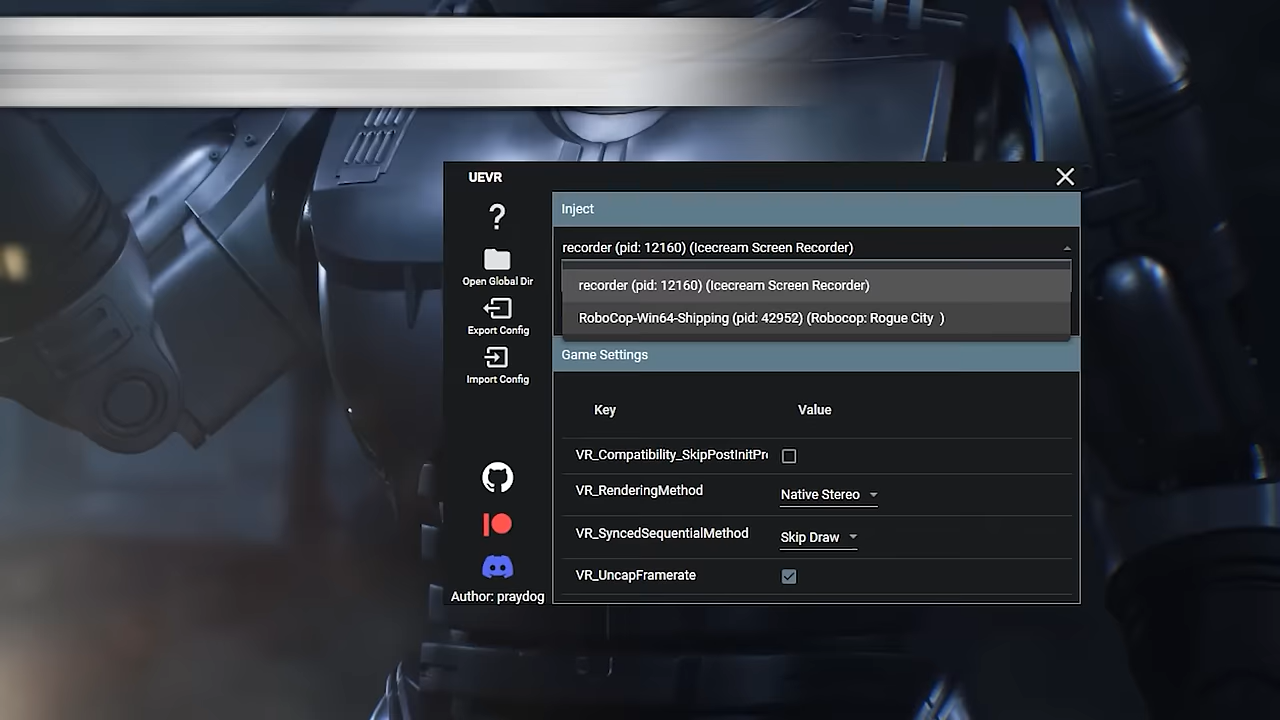 UEVR
Inject
Open Global Dir
Export Config
Import Config
Author: praydog
recorder (pid: 12160) (Icecream Screen Recorder)
recorder (pid: 12160) (Icecream Screen Recorder)
RoboCop-Win64-Shipping (pid: 42952) (Robocop: Rogue City )
Game Settings
Key Value
VR_Compatibility_SkipPostInitPr
VR_RenderingMethod Native Stereo
VR_SyncedSequentialMethod Skip Draw
VR_UncapFramerate